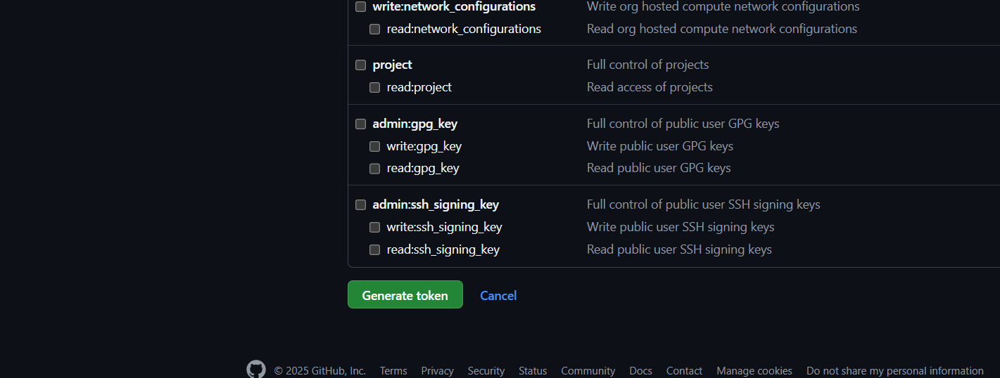 write:network_configurations Write org hosted compute network configurations
read:network_configurations Read org hosted compute network configurations
project Full control of projects
read:project Read access of projects
admin:gpg_key Full control of public user GPG keys
write:gpg_key Write public user GPG keys
read:gpg_key Read public user GPG keys
admin:ssh_signing_key Full control of public user SSH signing keys
write:ssh_signing_key Write public user SSH signing keys
read:ssh_signing_key Read public user SSH signing keys
Generate token Cancel
© 2025 GitHub, Inc. Terms Privacy Security Status Community Docs Contact Manage cookies Do not share my personal information